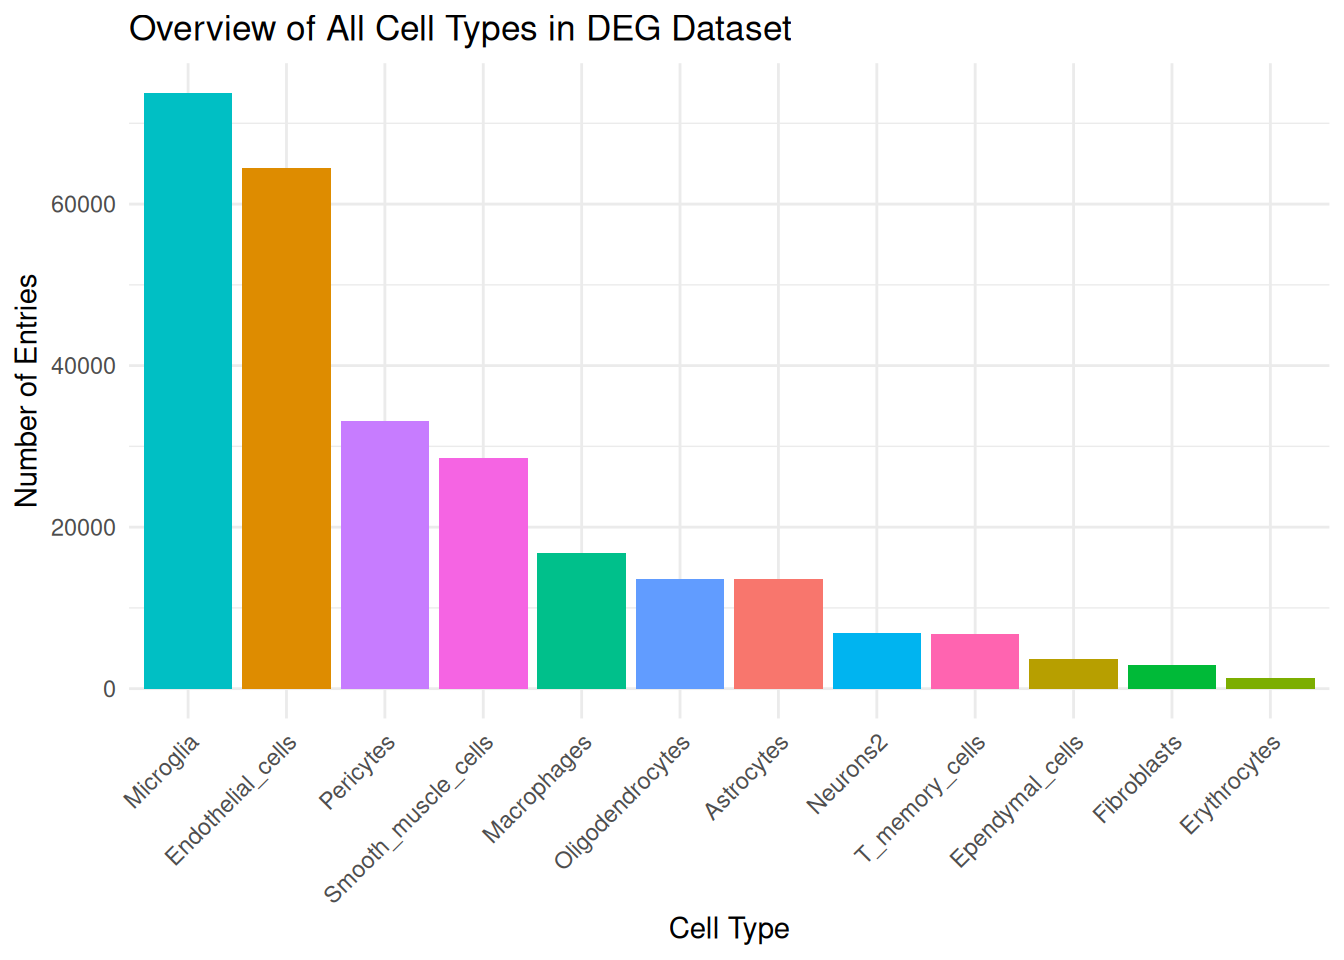 Overview of All Cell Types in DEG Dataset
Number of Entries
60000
40000
20000
0
Microglia
Endothelial_cells
Pericytes
Smooth_muscle_cells
Macrophages
Oligodendrocytes
Astrocytes
Neurons2
T_memory_cells
Ependymal_cells
Fibroblasts
Erythrocytes
Cell Type